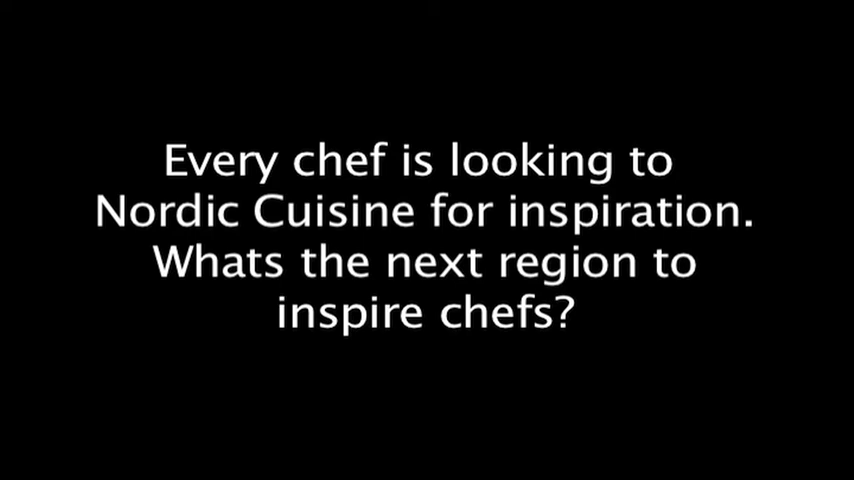 Every chef is looking to
Nordic Cuisine for inspiration.
Whats the next region to
inspire chefs?